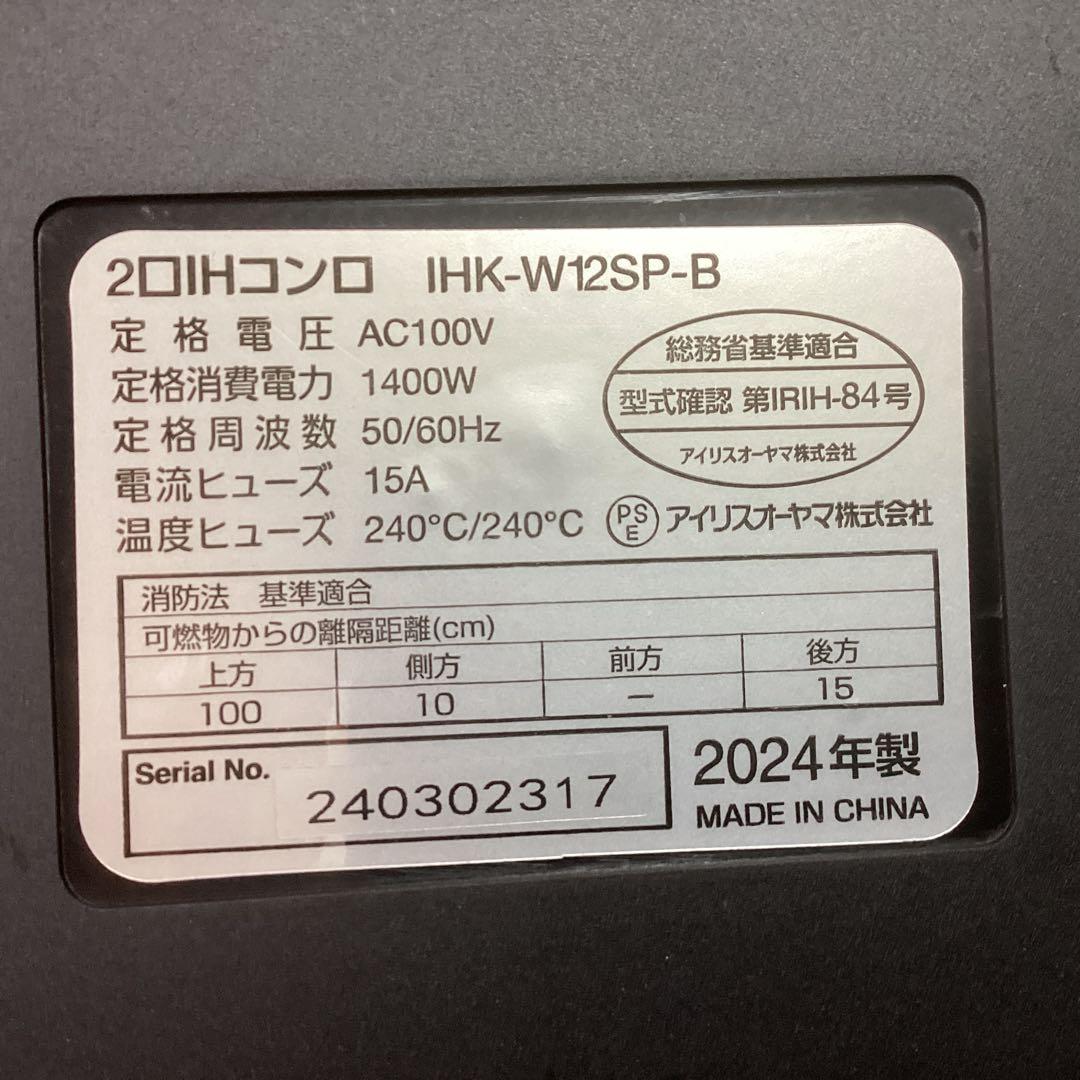 2口IHコンロ IHK-W12SP-B
定格電圧 AC100V
定格消費電力 1400W
定格周波数 50/60Hz
電流ヒューズ 15A
温度ヒューズ 240℃/240℃
総務省基準適合
型式確認 第IRIH-84号
アイリスオーヤマ株式会社
PSE アイリスオーヤマ株式会社
消防法 基準適合
可燃物からの離隔距離(cm)
上方 側方 前方 後方
100 10 － 15
Serial No. 240302317
2024年製
MADE IN CHINA